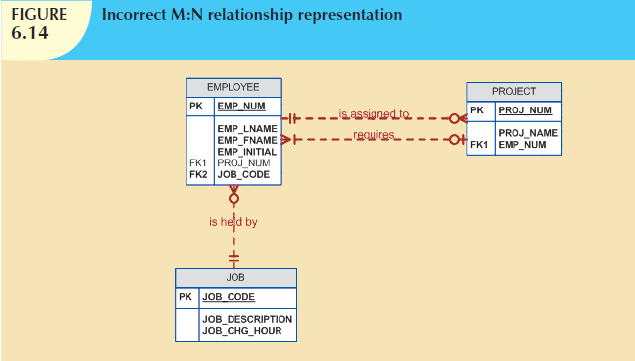 FIGURE 6.14
Incorrect M:N relationship representation
EMPLOYEE
PK EMP_NUM
EMP_LNAME
EMP_FNAME
EMP_INITIAL
FK1 PROJ_NUM
FK2 JOB_CODE
is assigned to
requires
PROJECT
PK PROJ_NUM
PROJ_NAME
FK1 EMP_NUM
is held by
JOB
PK JOB_CODE
JOB_DESCRIPTION
JOB_CHG_HOUR